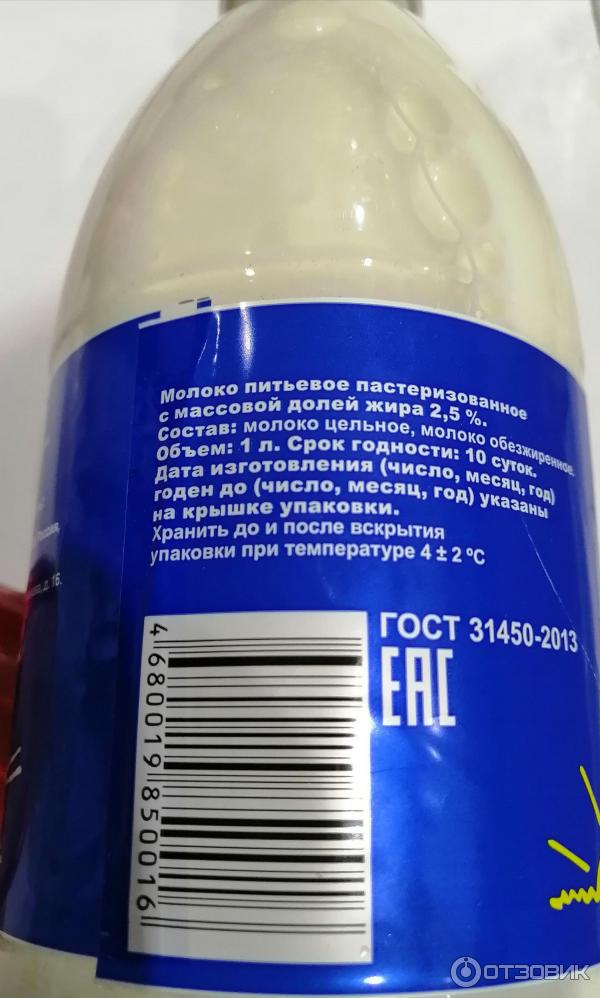 Молоко питьевое пастеризованное
с массовой долей жира 2,5 %.
Состав: молоко цельное, молоко обезжиренное.
Объем: 1 л. Срок годности: 10 суток.
Дата изготовления (число, месяц, год)
годен до (число, месяц, год) указаны
на крышке упаковки.
Хранить до и после вскрытия
упаковки при температуре 4 ± 2 ºС
д. 16.
ГОСТ 31450-2013
ЕАС
4 680019 850016
ОТЗОВИК